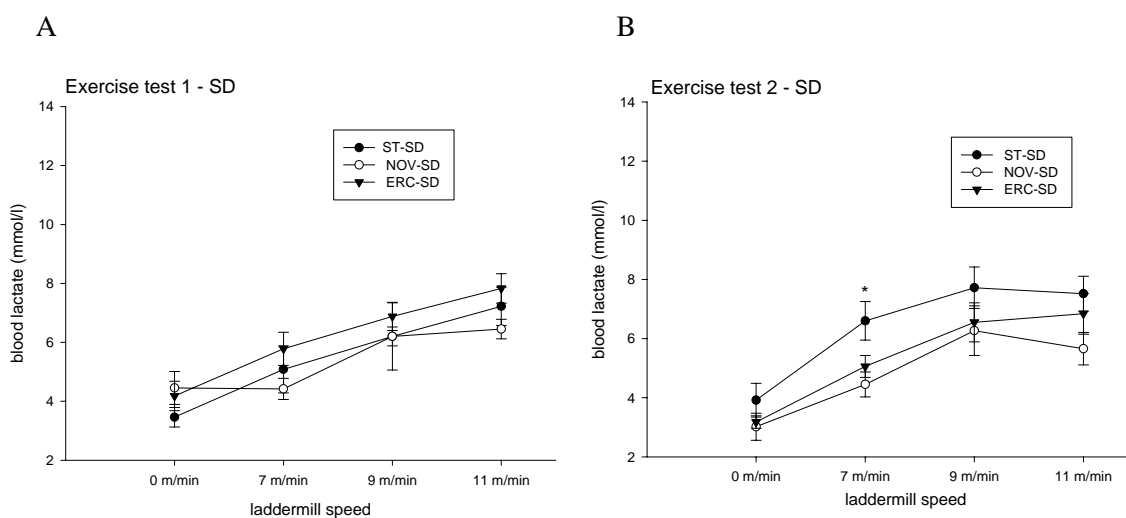 A
Exercise test 1 - SD
14
12
10
8
6
4
2
blood lactate (mmol/l)
ST-SD
NOV-SD
ERC-SD
0 m/min 7 m/min 9 m/min 11 m/min
laddermill speed
B
Exercise test 2 - SD
14
12
10
8
6
4
2
blood lactate (mmol/l)
ST-SD
NOV-SD
ERC-SD
*
0 m/min 7 m/min 9 m/min 11 m/min
laddermill speed